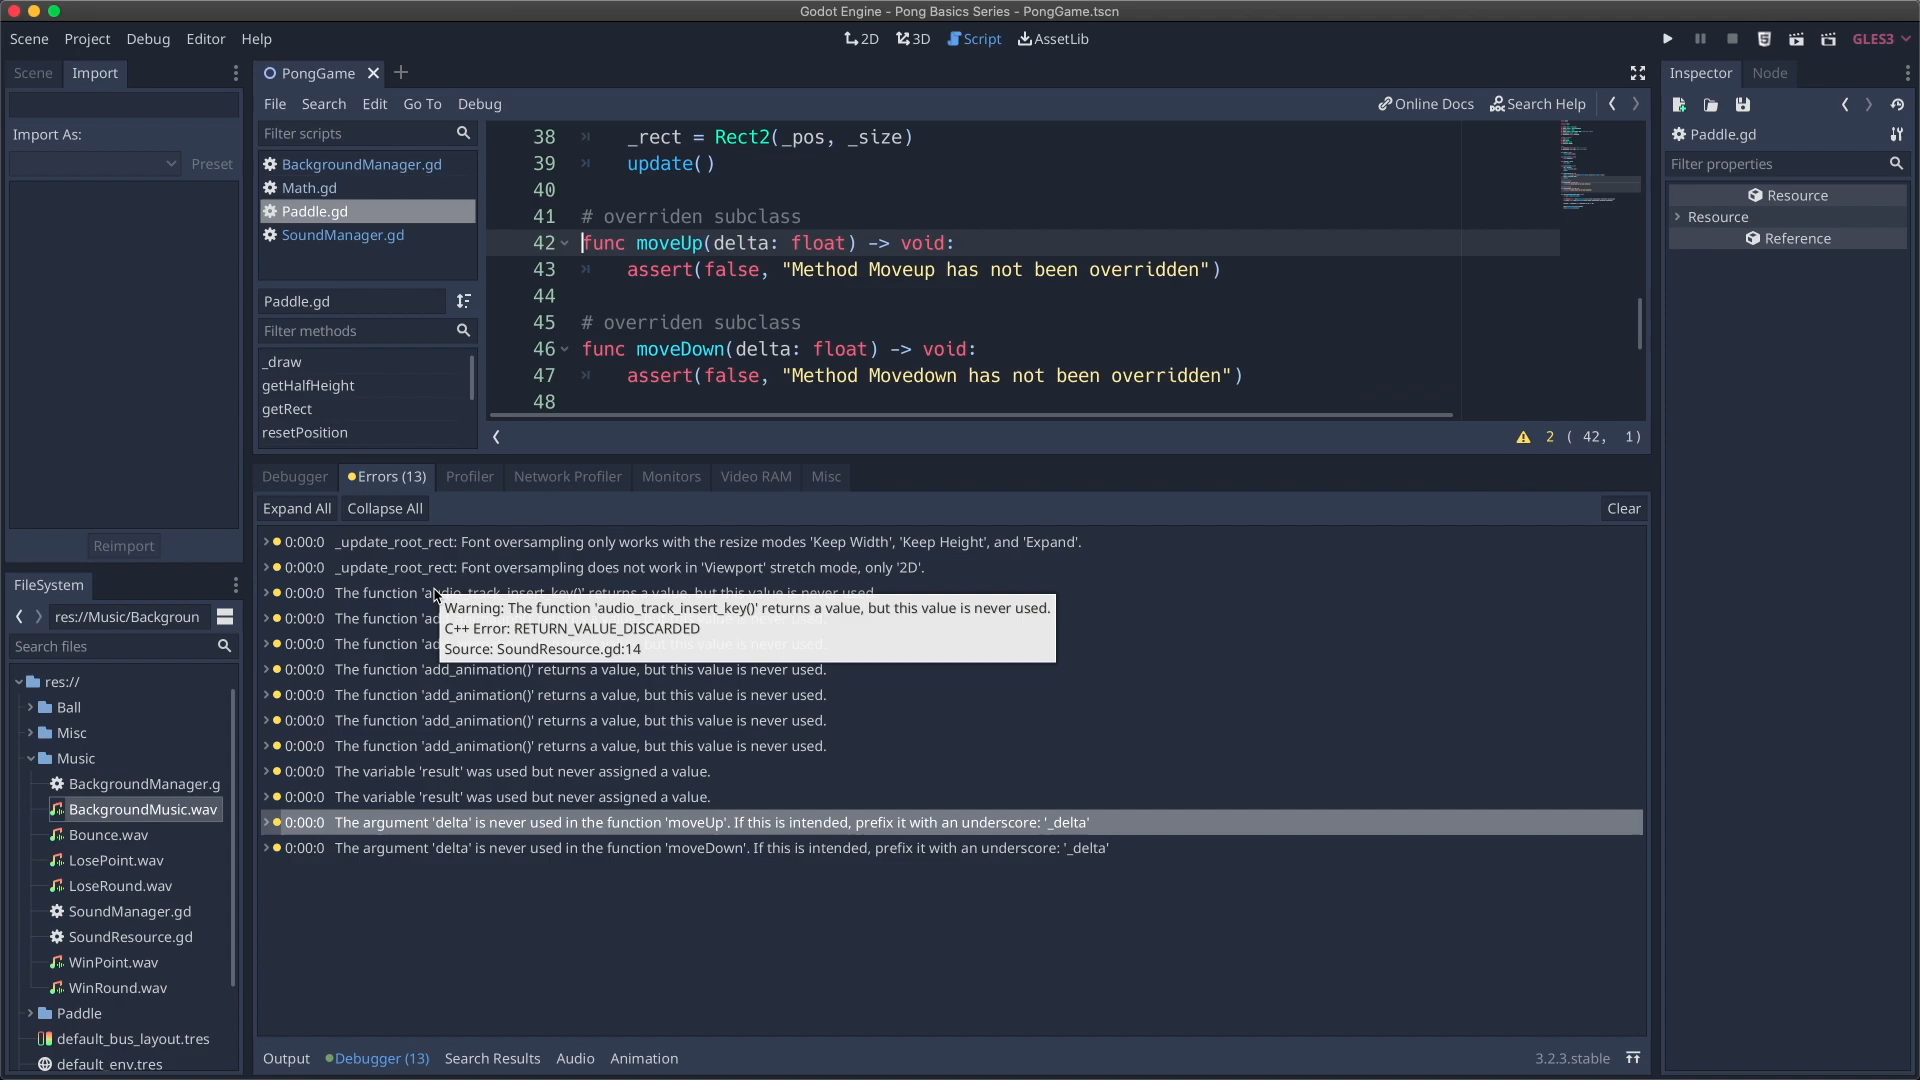 Godot Engine - Pong Basics Series - PongGame.tscn
Scene Project Debug Editor Help
2D 3D Script AssetLib
GLES3
Scene Import
Import As:
Preset
Reimport
PongGame
File Search Edit Go To Debug
Online Docs Search Help
Filter scripts
BackgroundManager.gd
Math.gd
Paddle.gd
SoundManager.gd
Paddle.gd
Filter methods
_draw
getHalfHeight
getRect
resetPosition
38 _rect = Rect2(_pos, _size)
39 update()
40
41 # overriden subclass
42 func moveUp(delta: float) -> void:
43 assert(false, "Method Moveup has not been overridden")
44
45 # overriden subclass
46 func moveDown(delta: float) -> void:
47 assert(false, "Method Movedown has not been overridden")
48
2 ( 42, 1)
Inspector Node
Paddle.gd
Filter properties
Resource
Resource
Reference
Debugger Errors (13) Profiler Network Profiler Monitors Video RAM Misc
Expand All Collapse All Clear
0:00:0 _update_root_rect: Font oversampling only works with the resize modes 'Keep Width', 'Keep Height', and 'Expand'.
0:00:0 _update_root_rect: Font oversampling does not work in 'Viewport' stretch mode, only '2D'.
0:00:0 The function 'audio_track_insert_key()' returns a value, but this value is never used.
0:00:0 The function 'ad
0:00:0 The function 'ad
Warning: The function 'audio_track_insert_key()' returns a value, but this value is never used.
C++ Error: RETURN_VALUE_DISCARDED
Source: SoundResource.gd:14
0:00:0 The function 'add_animation()' returns a value, but this value is never used.
0:00:0 The function 'add_animation()' returns a value, but this value is never used.
0:00:0 The function 'add_animation()' returns a value, but this value is never used.
0:00:0 The function 'add_animation()' returns a value, but this value is never used.
0:00:0 The variable 'result' was used but never assigned a value.
0:00:0 The variable 'result' was used but never assigned a value.
0:00:0 The argument 'delta' is never used in the function 'moveUp'. If this is intended, prefix it with an underscore: '_delta'
0:00:0 The argument 'delta' is never used in the function 'moveDown'. If this is intended, prefix it with an underscore: '_delta'
FileSystem
res://Music/Backgroun
Search files
res://
Ball
Misc
Music
BackgroundManager.g
BackgroundMusic.wav
Bounce.wav
LosePoint.wav
LoseRound.wav
SoundManager.gd
SoundResource.gd
WinPoint.wav
WinRound.wav
Paddle
default_bus_layout.tres
default_env.tres
Output Debugger (13) Search Results Audio Animation
3.2.3.stable